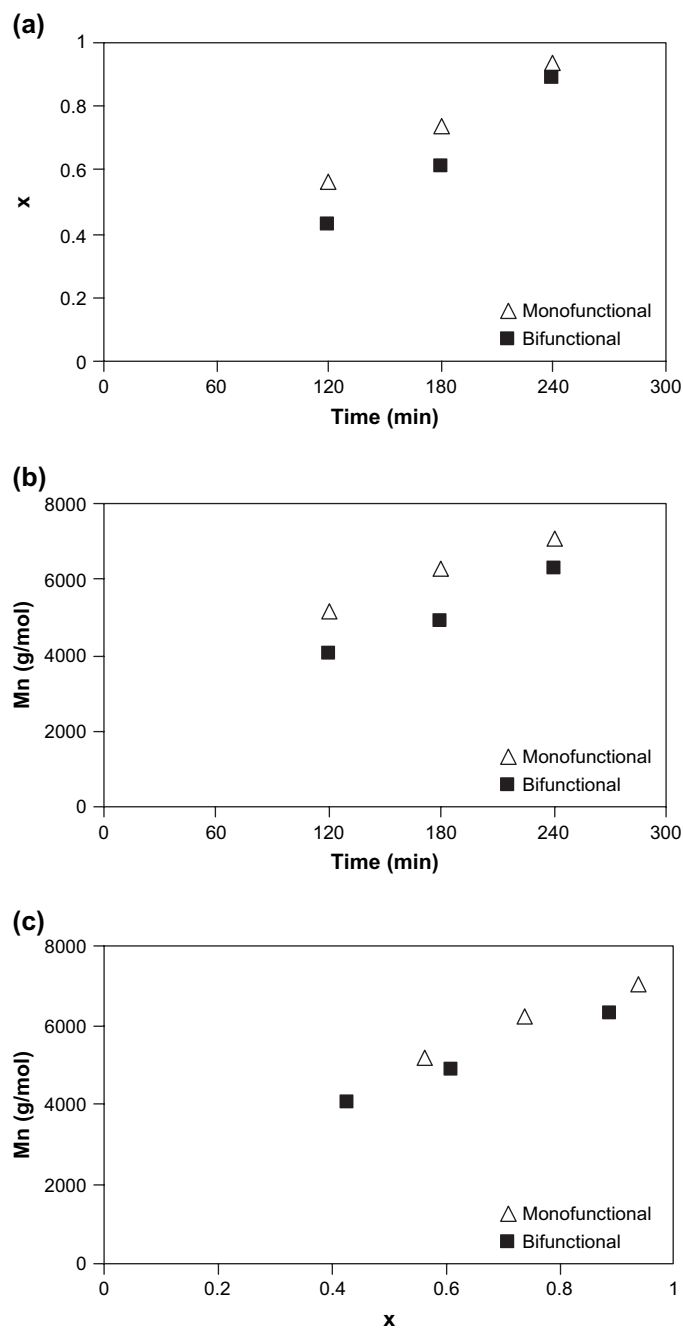 (a)
1
0.8
0.6
x
0.4
0.2
0
△ Monofunctional
■ Bifunctional
0 60 120 180 240 300
Time (min)
(b)
8000
6000
Mn (g/mol)
4000
2000
0
△ Monofunctional
■ Bifunctional
0 60 120 180 240 300
Time (min)
(c)
8000
6000
Mn (g/mol)
4000
2000
0
△ Monofunctional
■ Bifunctional
0 0.2 0.4 0.6 0.8 1
x